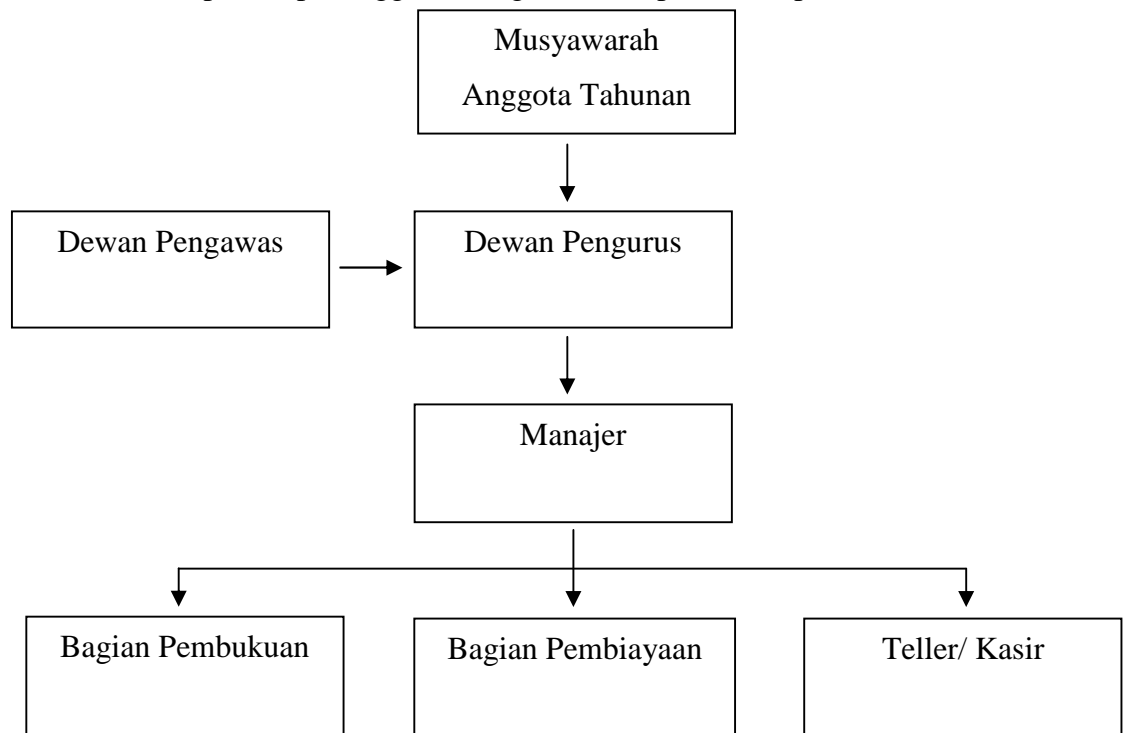 Musyawarah
Anggota Tahunan
Dewan Pengawas
Dewan Pengurus
Manajer
Bagian Pembukuan
Bagian Pembiayaan
Teller/ Kasir